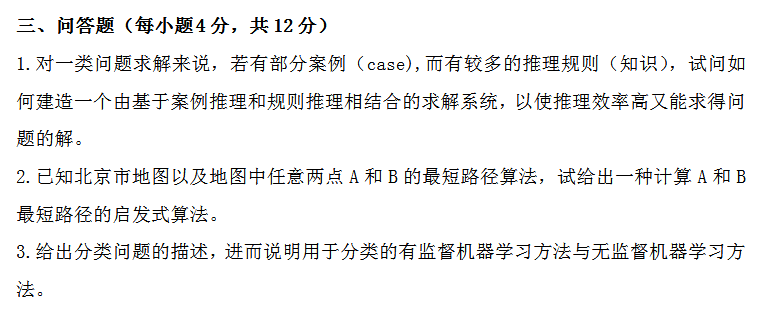 三、问答题（每小题4分，共12分）
1.对一类问题求解来说，若有部分案例（case),而有较多的推理规则（知识），试问如
何建造一个由基于案例推理和规则推理相结合的求解系统，以使推理效率高又能求得问
题的解。
2.已知北京市地图以及地图中任意两点 A 和 B 的最短路径算法，试给出一种计算 A 和 B
最短路径的启发式算法。
3.给出分类问题的描述，进而说明用于分类的有监督机器学习方法与无监督机器学习方
法。